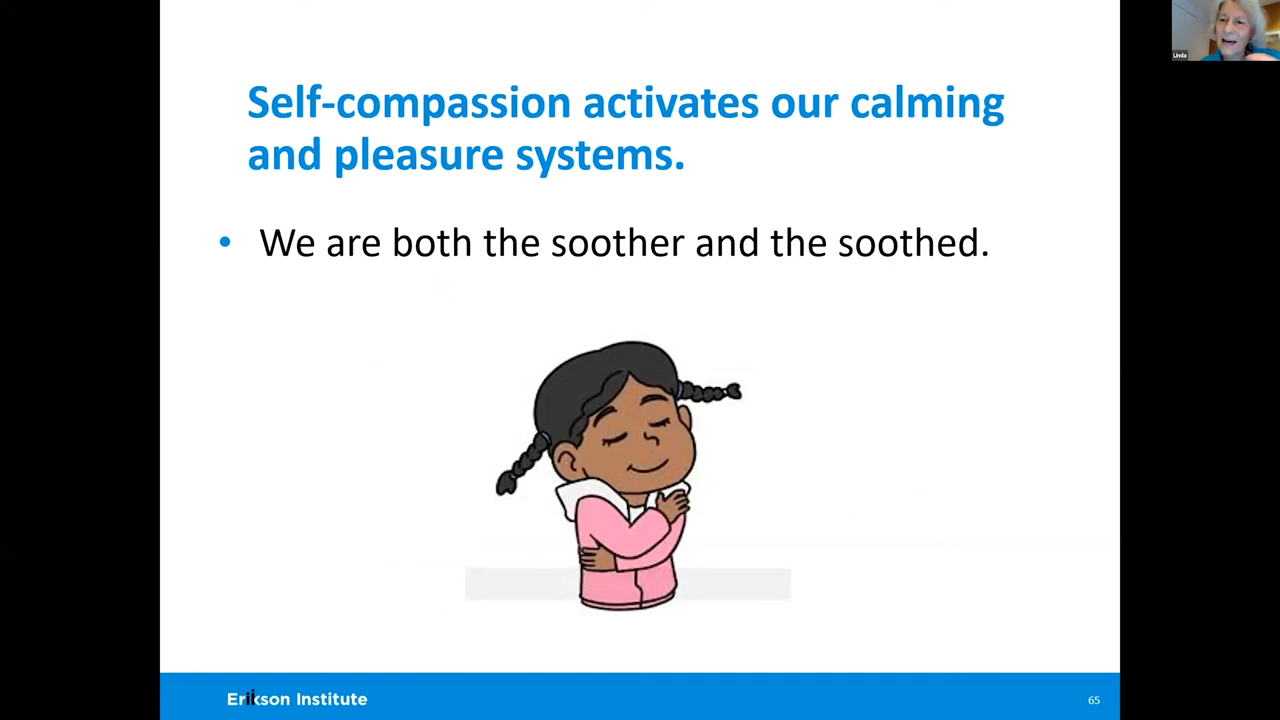 Linda
Self-compassion activates our calming
and pleasure systems.
• We are both the soother and the soothed.
Erikson Institute
65